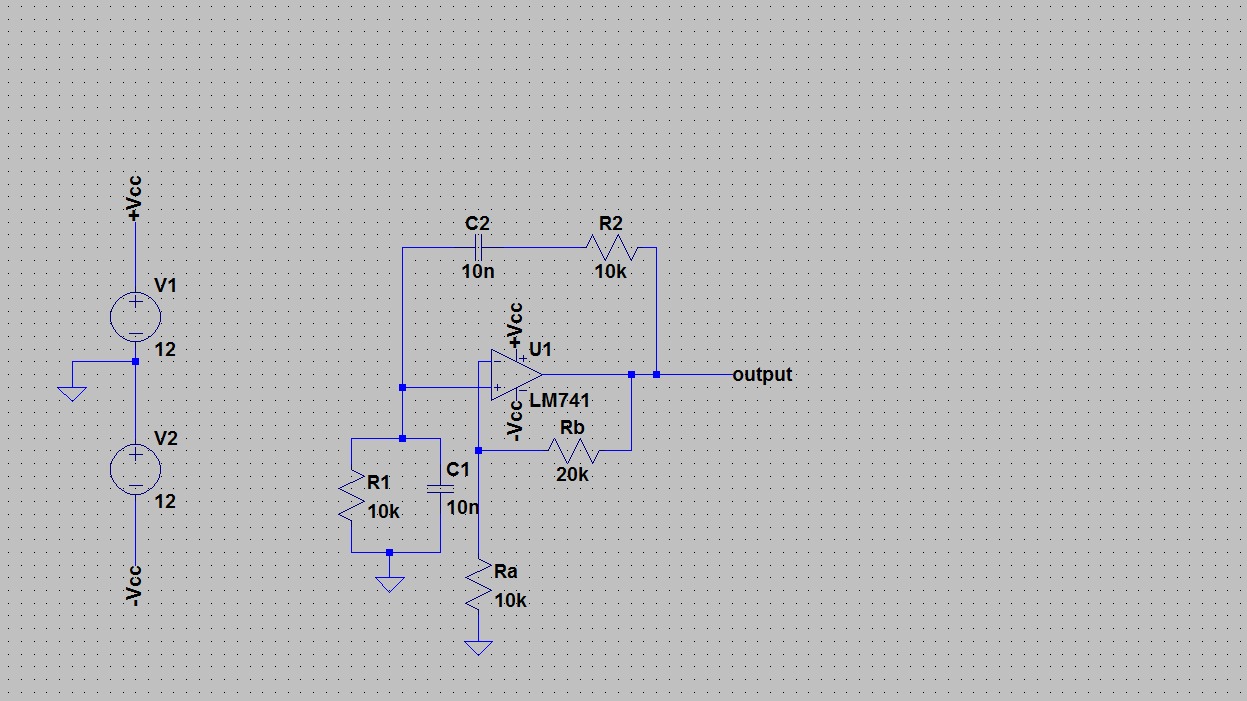 +Vcc
V1
12
V2
12
-Vcc
C2
10n
R2
10k
+Vcc
U1
LM741
-Vcc
output
Rb
20k
R1
10k
C1
10n
Ra
10k